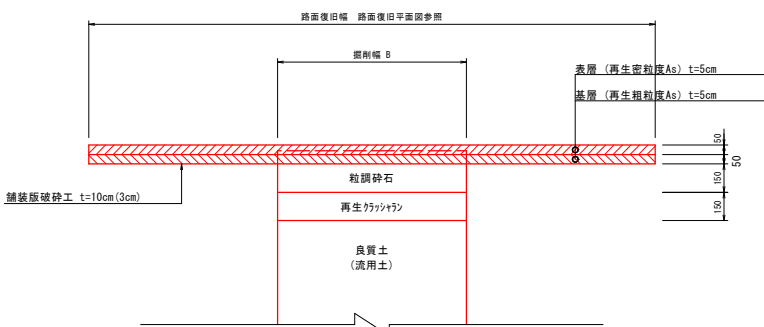 路面復旧幅　路面復旧平面図参照
掘削幅 B
表層 (再生密粒度As) t=5cm
基層 (再生粗粒度As) t=5cm
50
50
粒調砕石
150
舗装版破砕工 t=10cm(3cm)
再生クラッシャラン
150
良質土
(流用土)